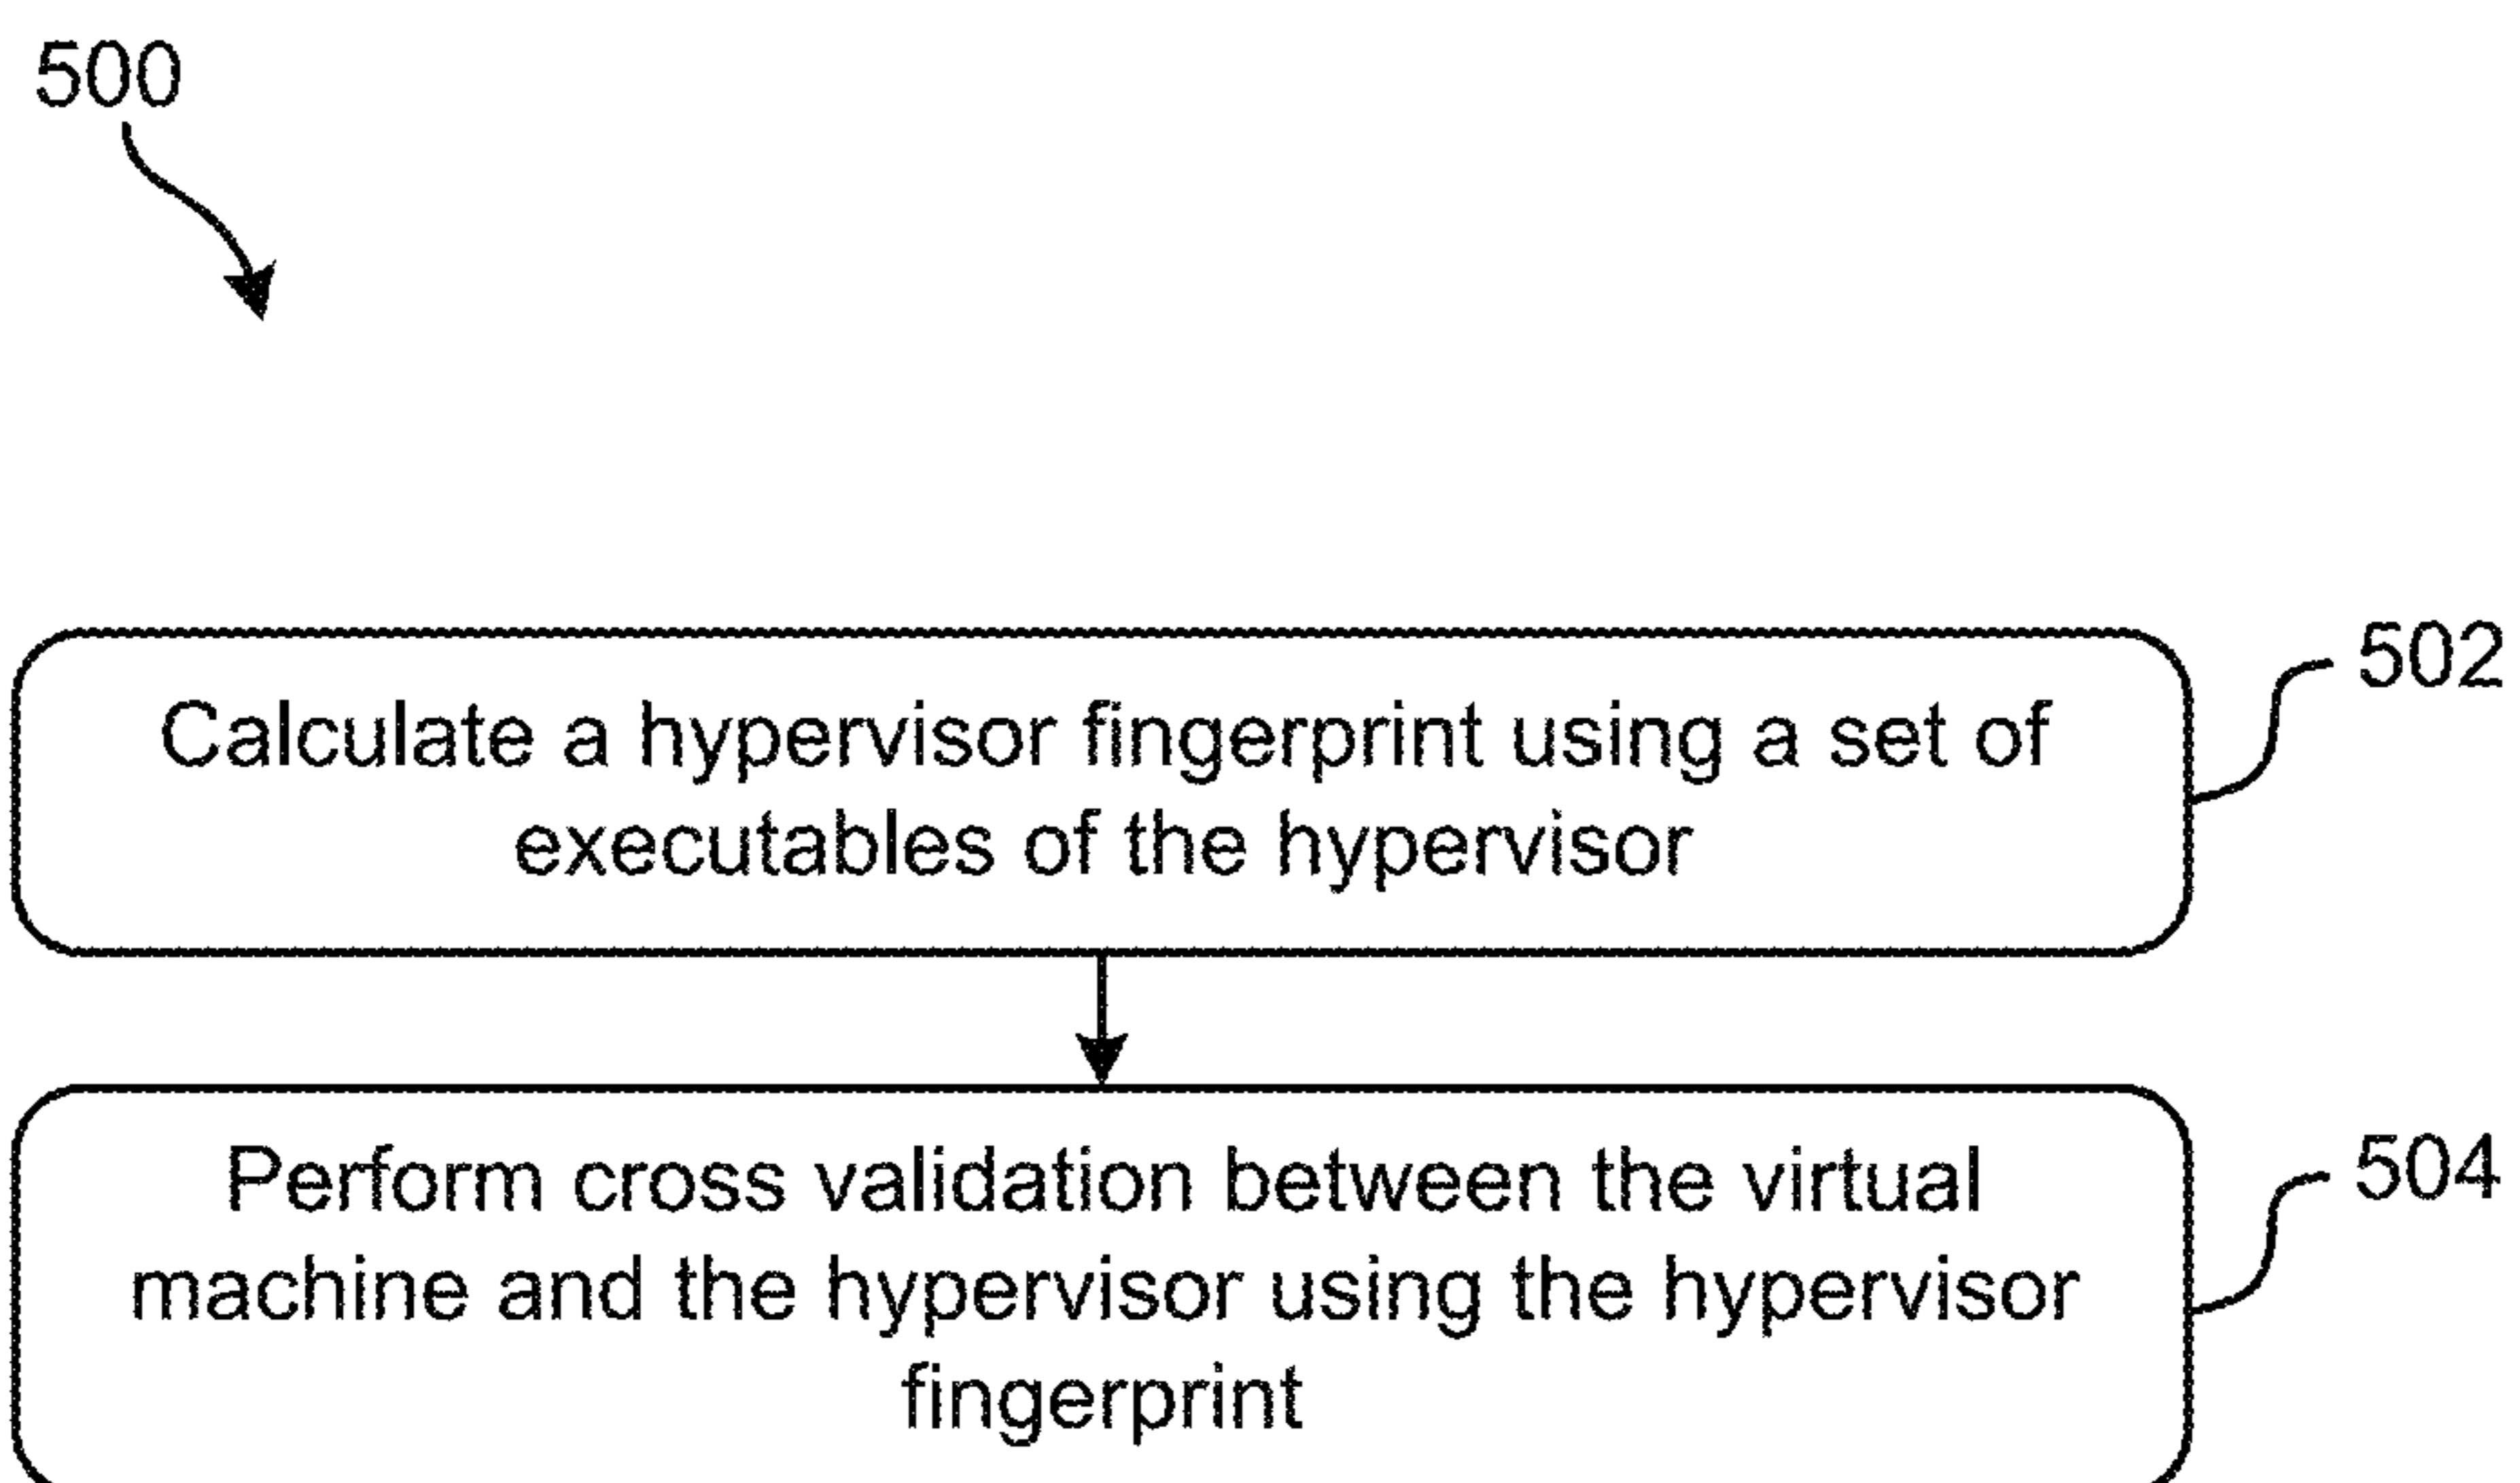 500
Calculate a hypervisor fingerprint using a set of
executables of the hypervisor
502
Perform cross validation between the virtual
machine and the hypervisor using the hypervisor
fingerprint
504